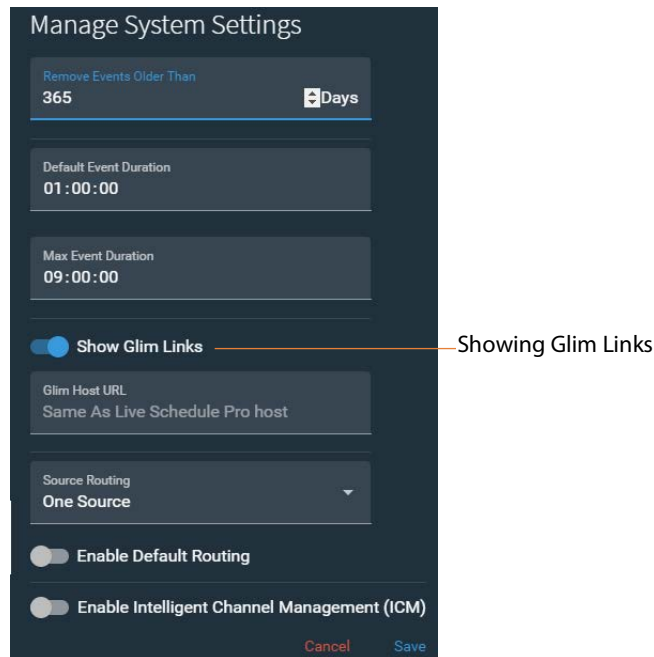 Manage System Settings
Remove Events Older Than
365 Days
Default Event Duration
01:00:00
Max Event Duration
09:00:00
Show Glim Links
Showing Glim Links
Glim Host URL
Same As Live Schedule Pro host
Source Routing
One Source
Enable Default Routing
Enable Intelligent Channel Management (ICM)
Cancel Save